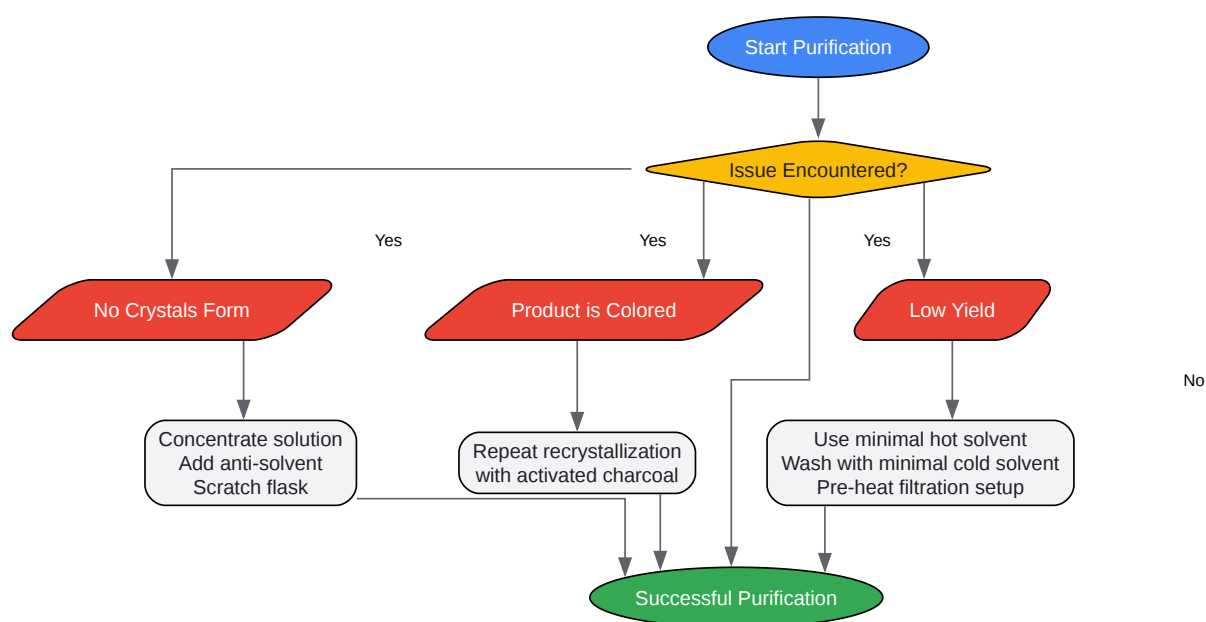 Start Purification
Issue Encountered?
Yes
Yes
Yes
No Crystals Form
Product is Colored
Low Yield
No
Concentrate solution
Add anti-solvent
Scratch flask
Repeat recrystallization
with activated charcoal
Use minimal hot solvent
Wash with minimal cold solvent
Pre-heat filtration setup
Successful Purification